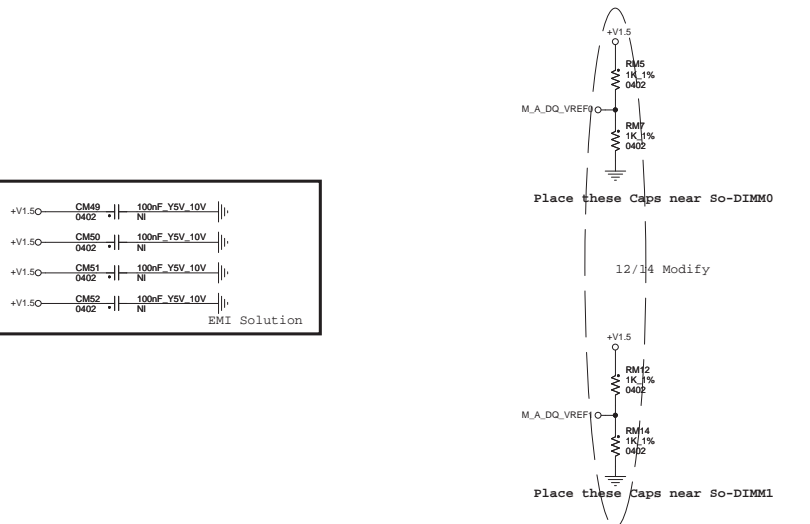 +V1.5
RM5
1K_1%
0402
M_A_DQ_VREF0
RM7
1K_1%
0402
Place these Caps near So-DIMM0
+V1.5
CM49
0402
100nF_Y5V_10V
NI
+V1.5
CM50
0402
100nF_Y5V_10V
NI
+V1.5
CM51
0402
100nF_Y5V_10V
NI
+V1.5
CM52
0402
100nF_Y5V_10V
NI
EMI Solution
12/14 Modify
+V1.5
RM12
1K_1%
0402
M_A_DQ_VREF1
RM14
1K_1%
0402
Place these Caps near So-DIMM1